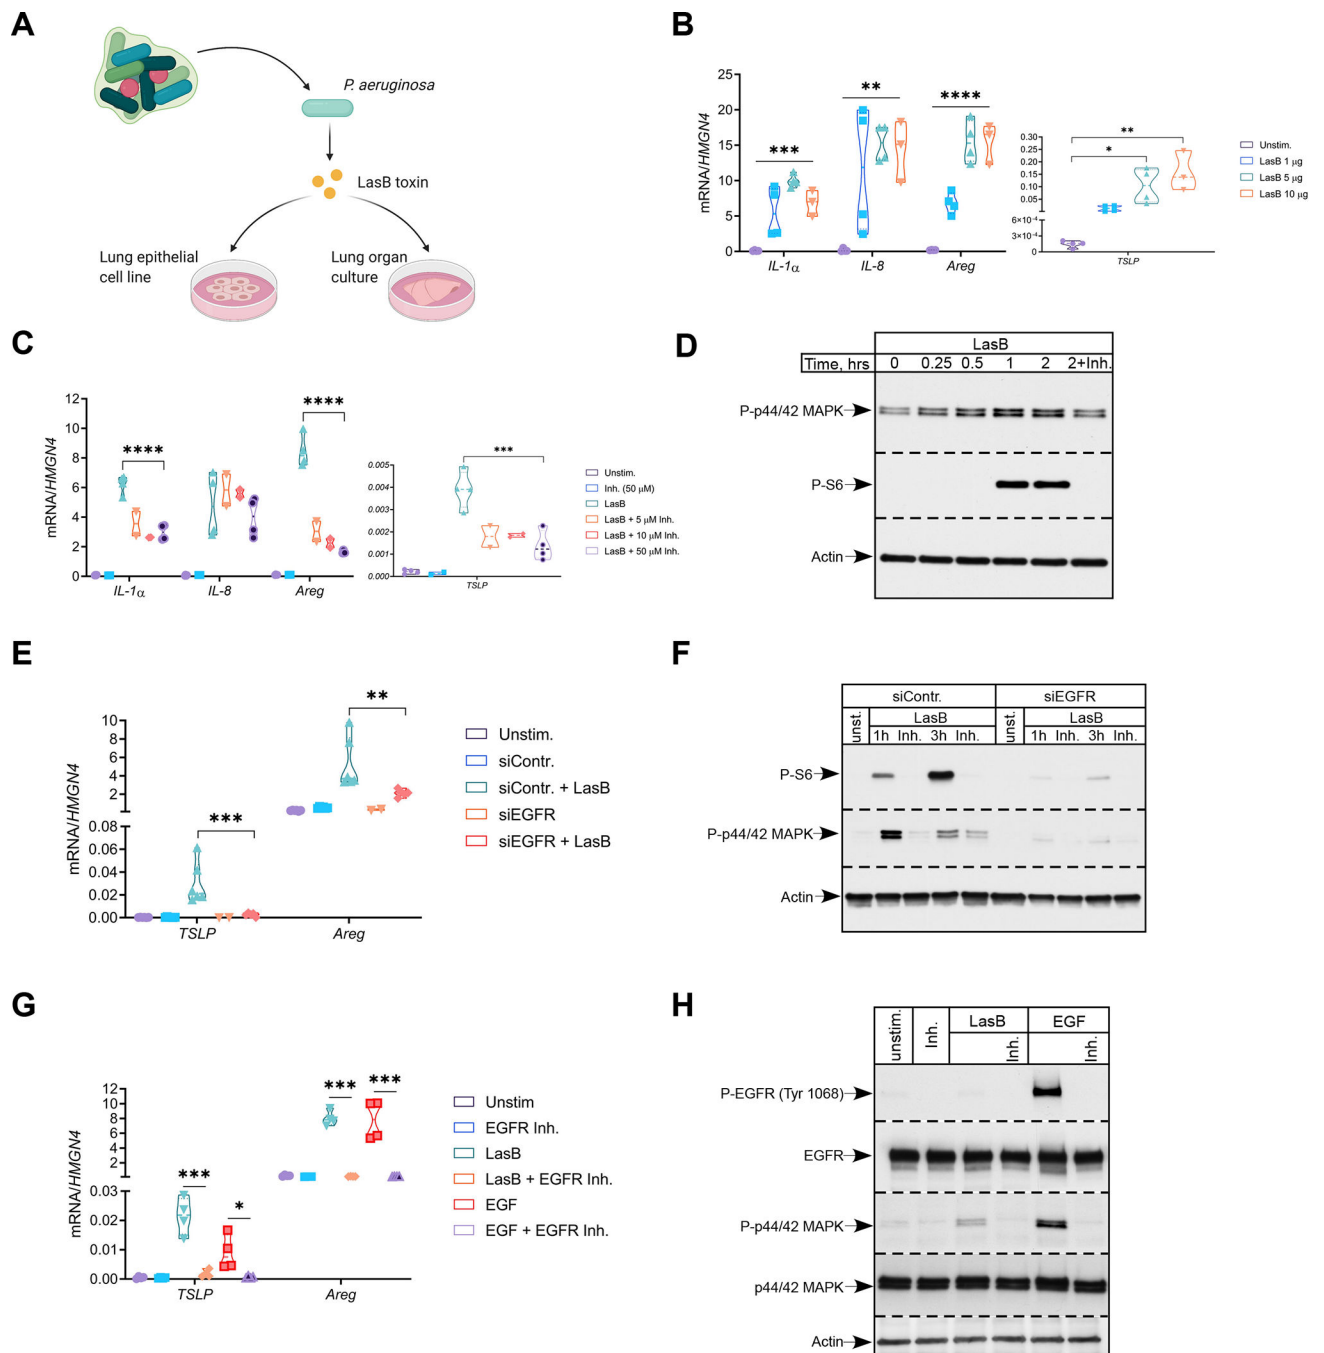 A
P. aeruginosa
LasB toxin
Lung epithelial
cell line
Lung organ
culture
B
mRNA/HMGN4
25
20
15
10
5
0
***
**
****
IL-1α
IL-8
Areg
0.30
0.25
0.20
0.15
0.10
0.05
0.00
6×10⁻⁴
3×10⁻⁴
0
*
**
TSLP
Unstim.
LasB 1 µg
LasB 5 µg
LasB 10 µg
C
mRNA/HMGN4
12
10
8
6
4
2
0
****
****
IL-1α
IL-8
Areg
0.005
0.004
0.003
0.002
0.001
0.000
***
TSLP
Unstim.
Inh. (50 µM)
LasB
LasB + 5 µM Inh.
LasB + 10 µM Inh.
LasB + 50 µM Inh.
D
LasB
Time, hrs 0 0.25 0.5 1 2 2+Inh.
P-p44/42 MAPK
P-S6
Actin
E
mRNA/HMGN4
10
8
6
4
2
0.08
0.06
0.04
0.02
0.00
***
**
TSLP
Areg
Unstim.
siContr.
siContr. + LasB
siEGFR
siEGFR + LasB
F
siContr. siEGFR
unst. LasB unst. LasB
1h Inh. 3h Inh. 1h Inh. 3h Inh.
P-S6
P-p44/42 MAPK
Actin
G
mRNA/HMGN4
12
10
8
6
4
2
0.03
0.02
0.01
0.00
***
*
***
***
TSLP
Areg
Unstim
EGFR Inh.
LasB
LasB + EGFR Inh.
EGF
EGF + EGFR Inh.
H
unstim. Inh. LasB EGF
Inh. Inh.
P-EGFR (Tyr 1068)
EGFR
P-p44/42 MAPK
p44/42 MAPK
Actin